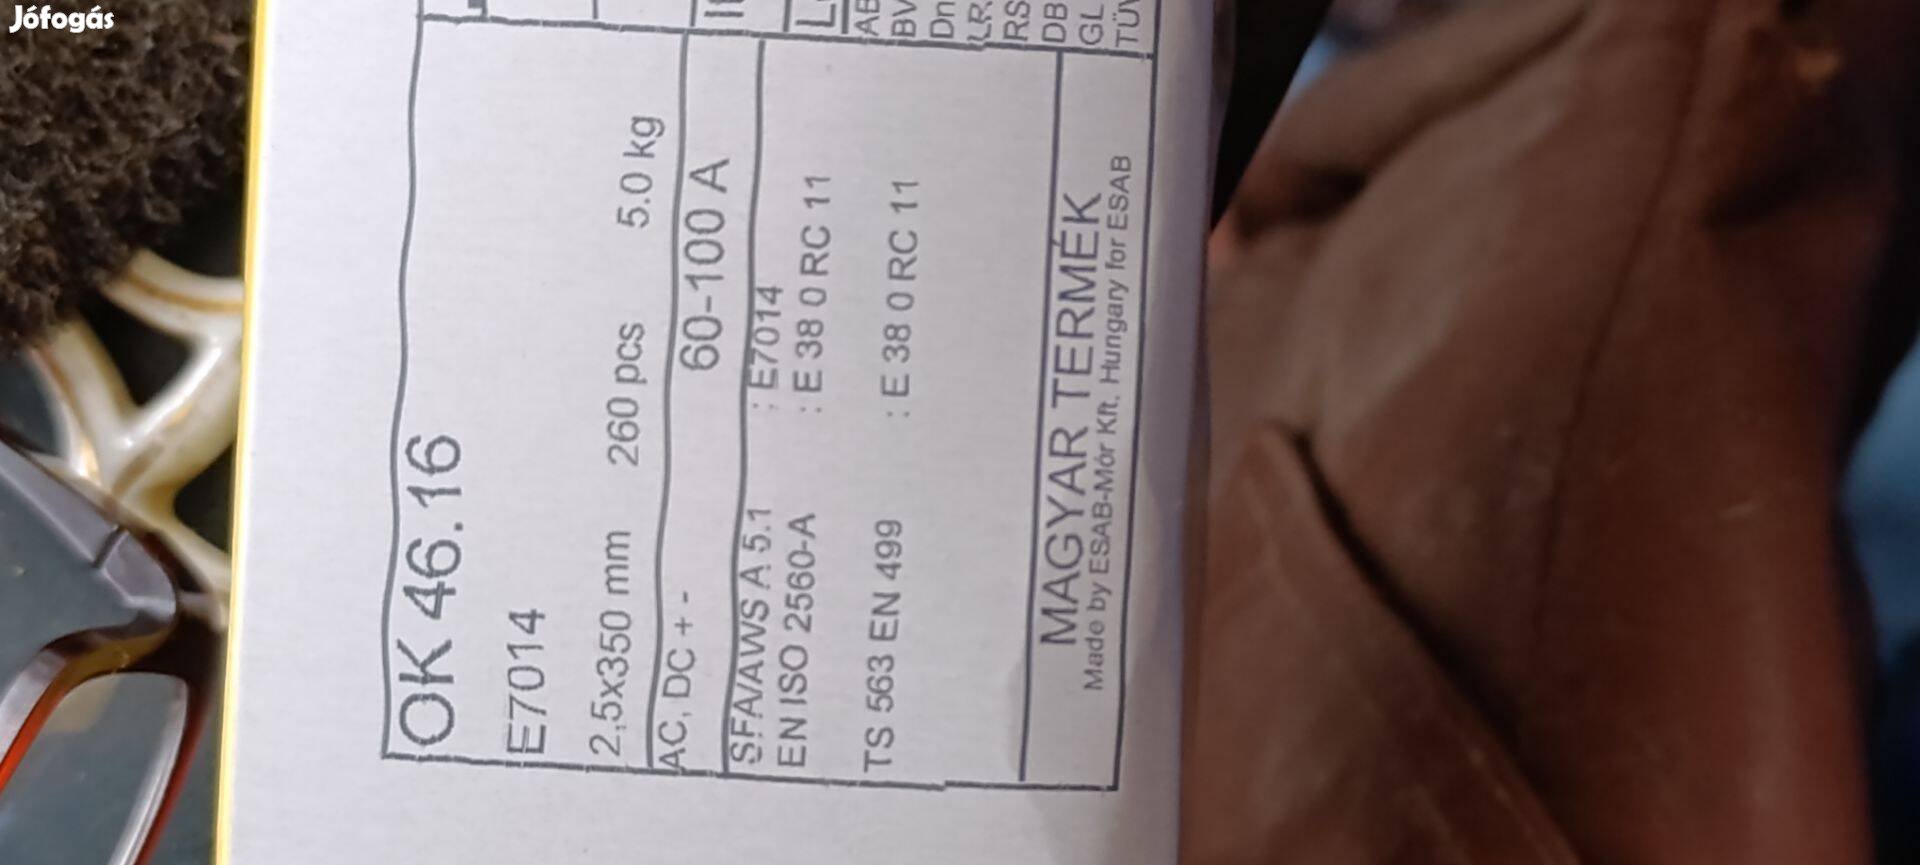 Jófogás
OK 46.16
E7014
2,5x350 mm 260 pcs 5.0 kg
AC, DC + - 60-100 A
SFA/AWS A 5.1 : E7014
EN ISO 2560-A : E 38 0 RC 11
TS 563 EN 499 : E 38 0 RC 11
MAGYAR TERMÉK
Made by ESAB-Mór Kft. Hungary for ESAB